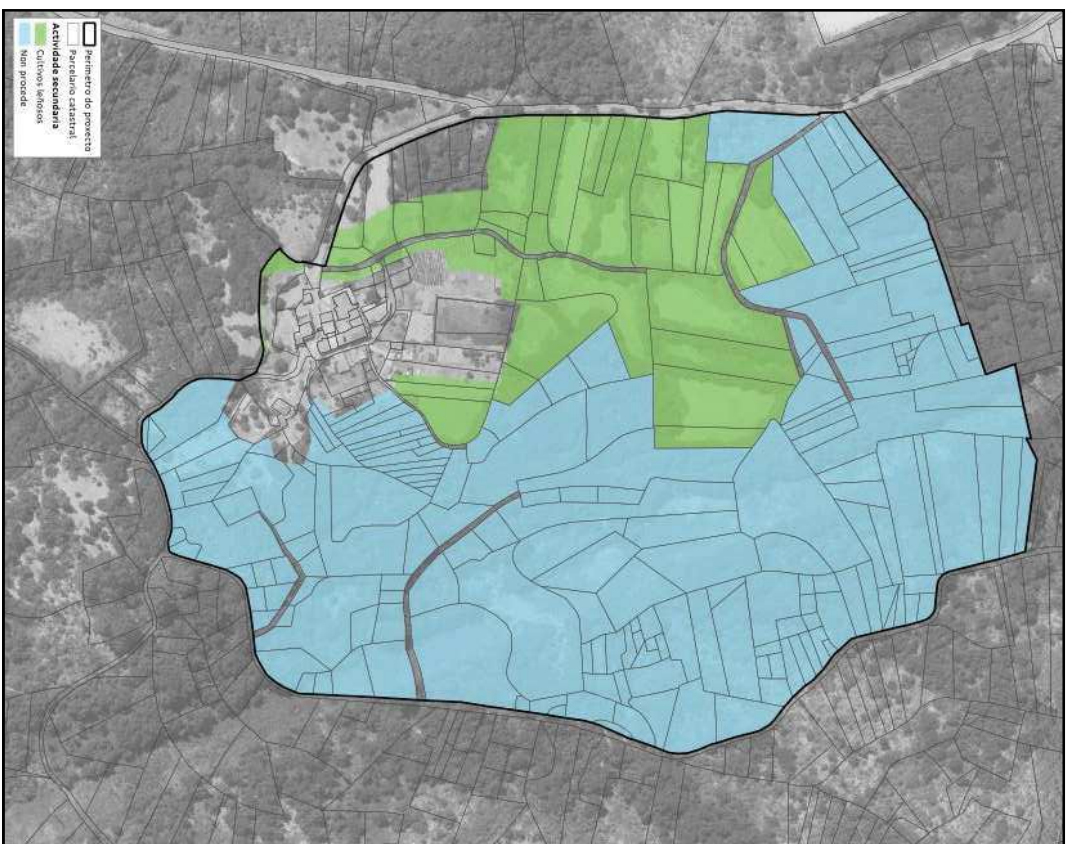 Perímetro do proxecto
Parcelario catastral
Actividade secundaria
Cultivos leñosos
Non procede